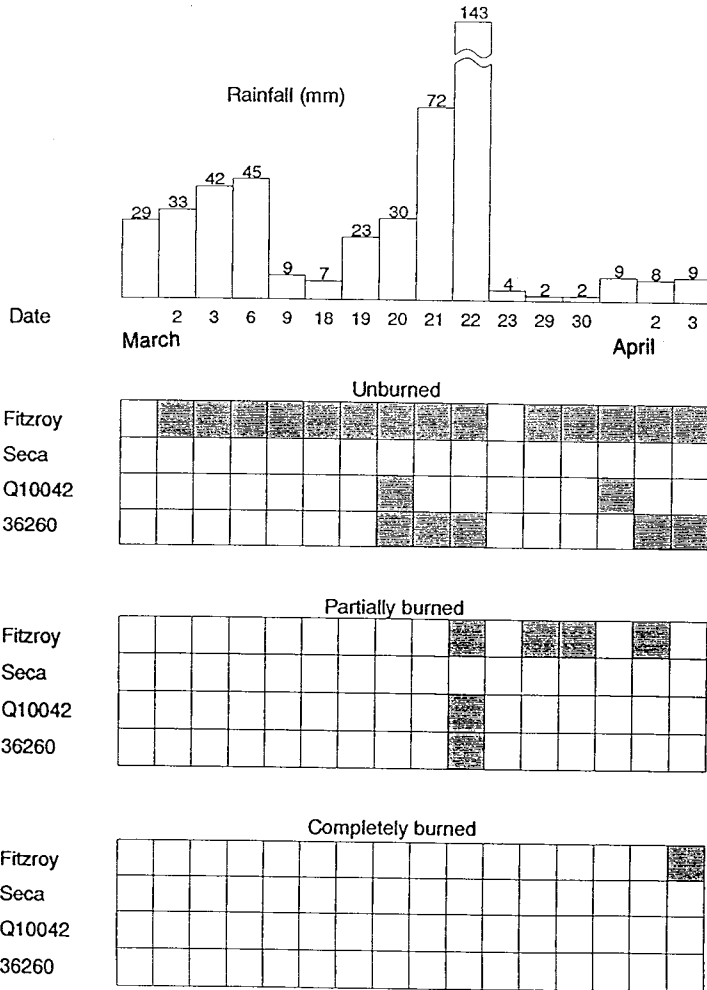 143
Rainfall (mm)
72
29 33 42 45 9 7 23 30 4 2 2 9 8 9
Date 2 3 6 9 18 19 20 21 22 23 29 30 2 3
March April
Unburned
Fitzroy
Seca
Q10042
36260
Partially burned
Fitzroy
Seca
Q10042
36260
Completely burned
Fitzroy
Seca
Q10042
36260